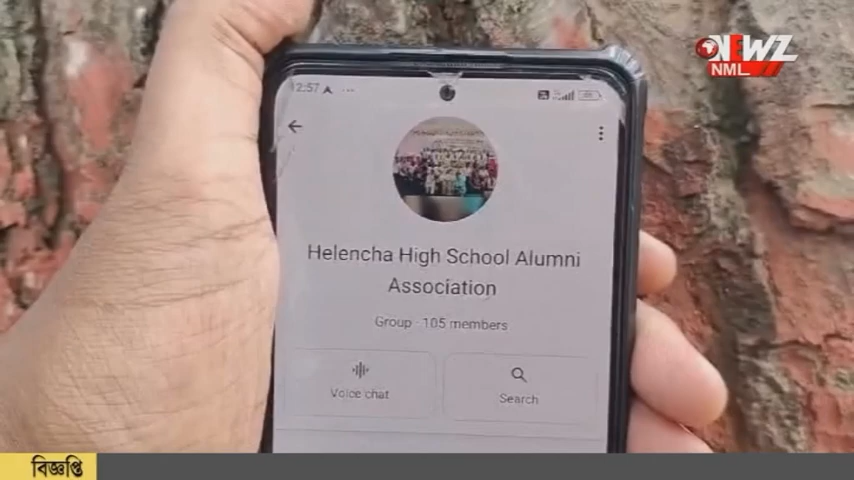 NEWZ
NML
12:57
Helencha High School Alumni
Association
Group · 105 members
Voice chat
Search
বিজ্ঞপ্তি